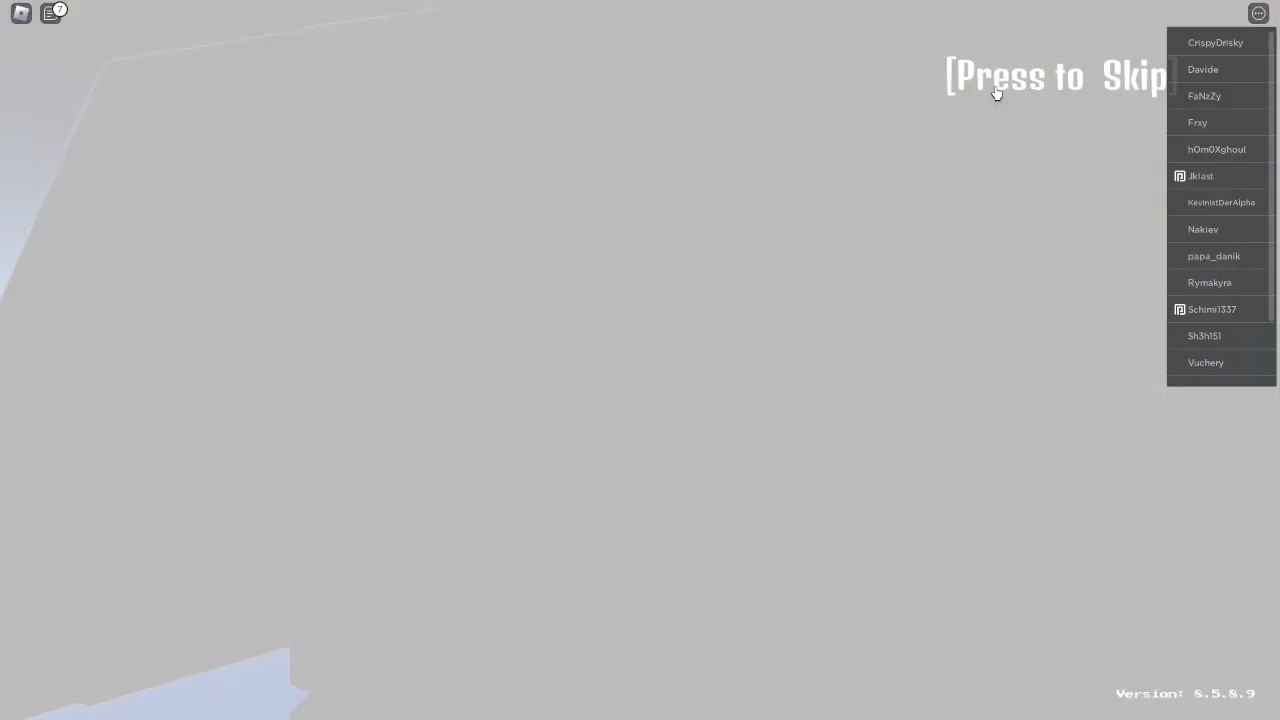 7
[Press to Skip]
CrispyDrisky
Davide
FaNzZy
Frxy
hOm0Xghoul
Jklast
KevinistDerAlpha
Nakiev
papa_danik
Rymakyra
Schimi1337
Sh3h151
Vuchery
Version: 8.5.8.9